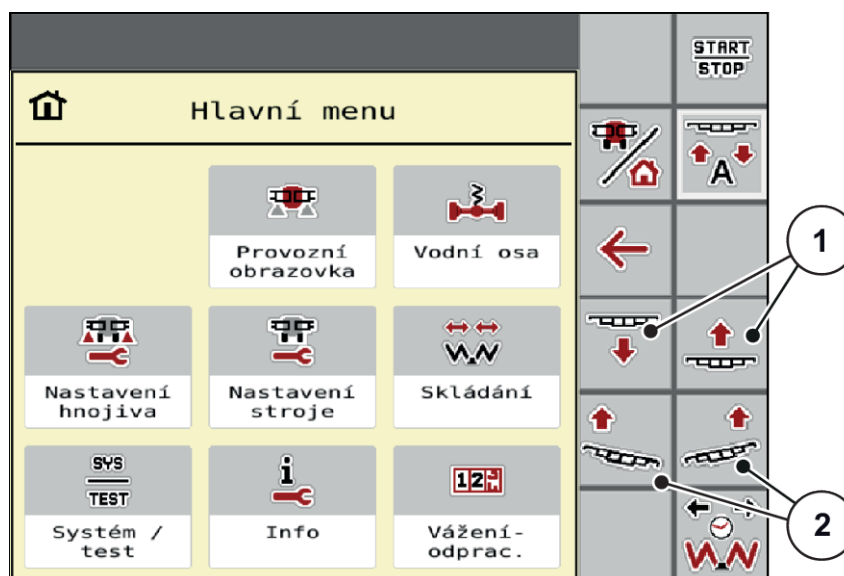 START
STOP
Hlavní menu
A
Provozní
obrazovka
Vodní osa
1
Nastavení
hnojiva
Nastavení
stroje
Skládání
SYS
TEST
Systém /
test
i
Info
12
Vážení-
odprac.
2